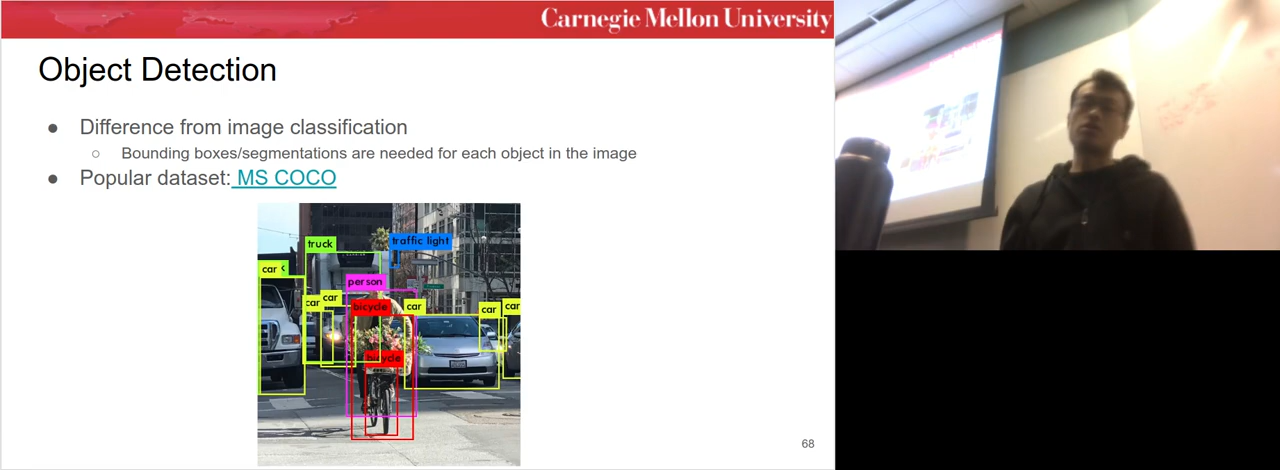 Carnegie Mellon University
Object Detection
● Difference from image classification
○ Bounding boxes/segmentations are needed for each object in the image
● Popular dataset: MS COCO
truck
traffic light
car
person
car
car
bicycle
car
car
car
bicycle
68